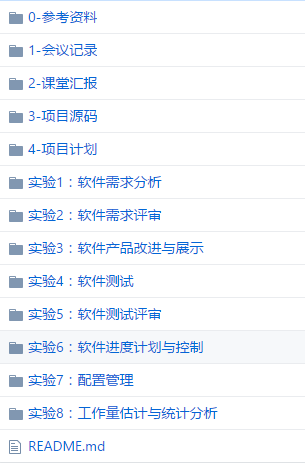 0-参考资料
1-会议记录
2-课堂汇报
3-项目源码
4-项目计划
实验1：软件需求分析
实验2：软件需求评审
实验3：软件产品改进与展示
实验4：软件测试
实验5：软件测试评审
实验6：软件进度计划与控制
实验7：配置管理
实验8：工作量估计与统计分析
README.md